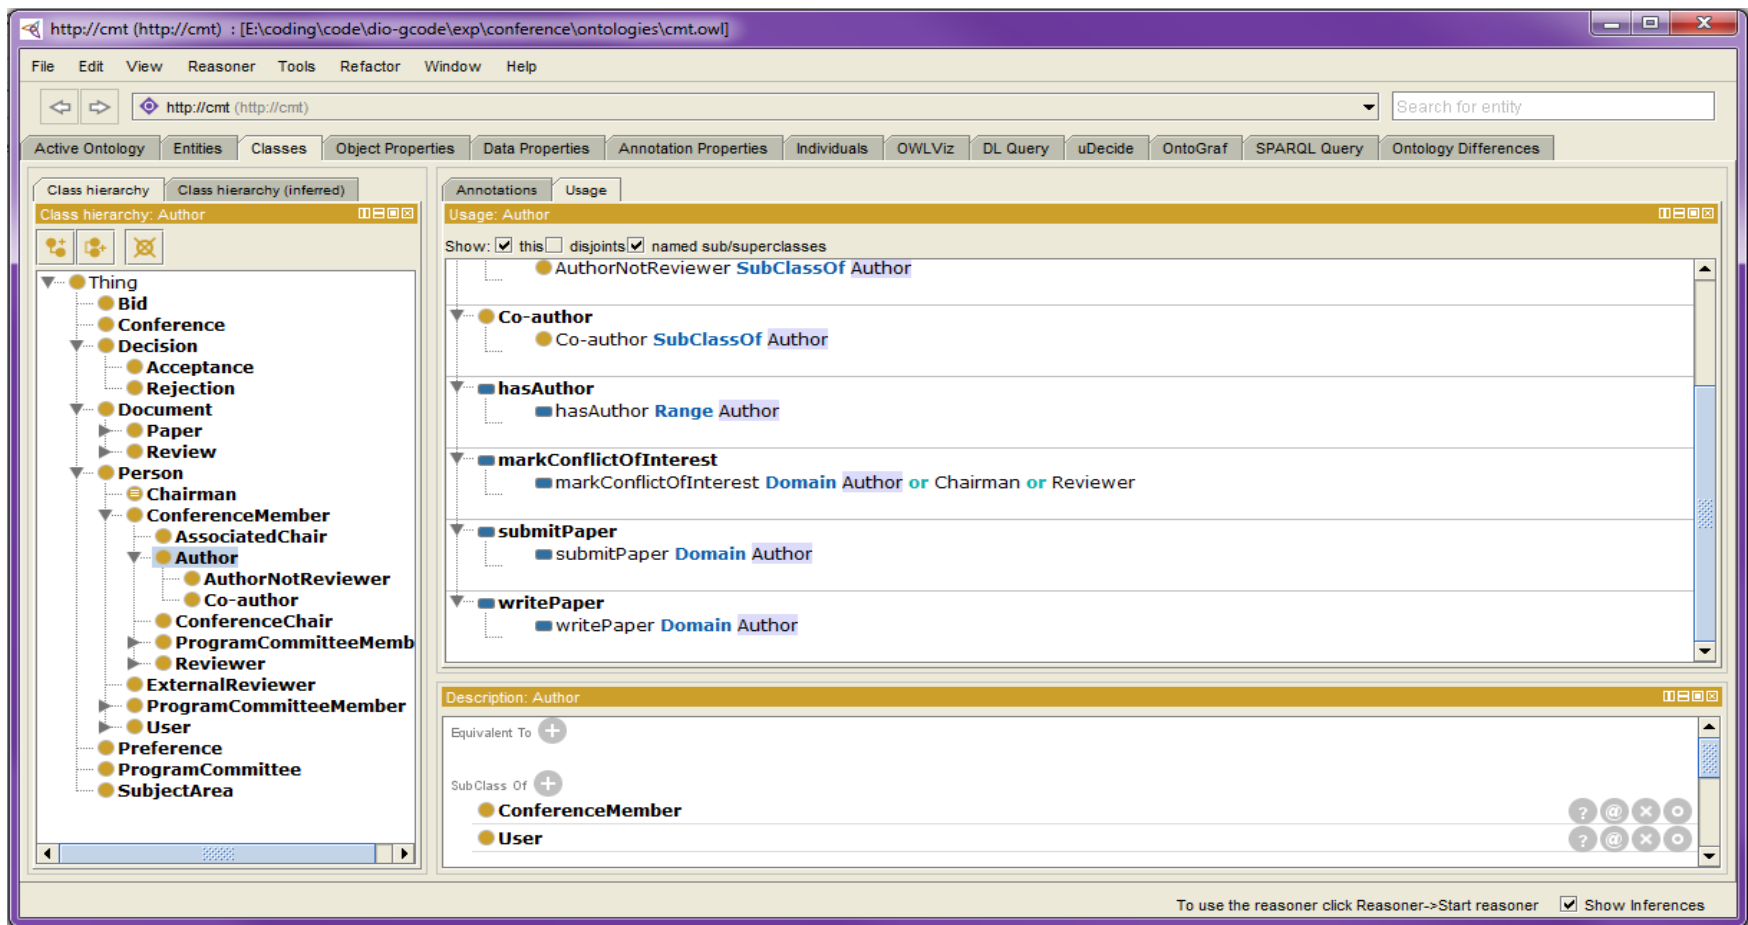 http://cmt (http://cmt) : [E:\coding\code\dio-gcode\exp\conference\ontologies\cmt.owl]
File Edit View Reasoner Tools Refactor Window Help
http://cmt (http://cmt)
Search for entity
Active Ontology Entities Classes Object Properties Data Properties Annotation Properties Individuals OWLViz DL Query uDecide OntoGraf SPARQL Query Ontology Differences
Class hierarchy Class hierarchy (inferred)
Class hierarchy: Author
Thing
Bid
Conference
Decision
Acceptance
Rejection
Document
Paper
Review
Person
Chairman
ConferenceMember
AssociatedChair
Author
AuthorNotReviewer
Co-author
ConferenceChair
ProgramCommitteeMemb
Reviewer
ExternalReviewer
ProgramCommitteeMember
User
Preference
ProgramCommittee
SubjectArea
Annotations Usage
Usage: Author
Show: this disjoints named sub/superclasses
AuthorNotReviewer SubClassOf Author
Co-author
Co-author SubClassOf Author
hasAuthor
hasAuthor Range Author
markConflictOfInterest
markConflictOfInterest Domain Author or Chairman or Reviewer
submitPaper
submitPaper Domain Author
writePaper
writePaper Domain Author
Description: Author
Equivalent To
SubClass Of
ConferenceMember
User
To use the reasoner click Reasoner->Start reasoner Show Inferences